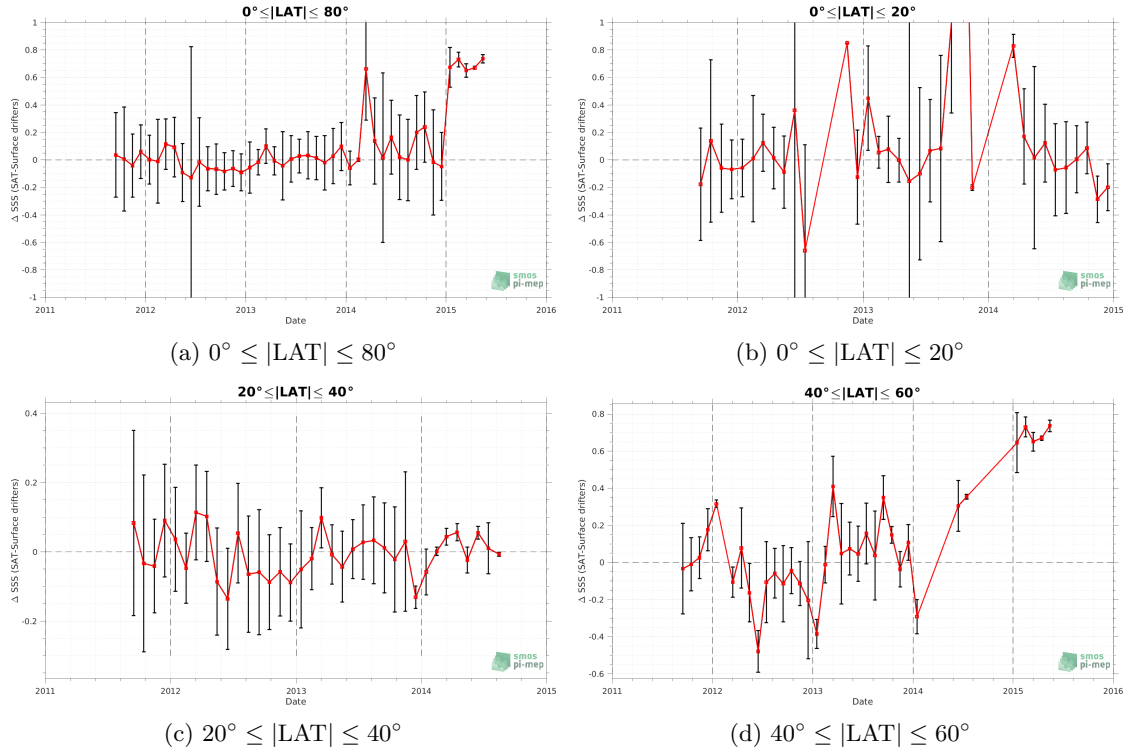 0°≤|LAT|≤ 80°
1
0.8
0.6
0.4
0.2
0
-0.2
-0.4
-0.6
-0.8
-1
Δ SSS (SAT-Surface drifters)
2011 2012 2013 2014 2015 2016
Date
smos
pi-mep
(a) 0° ≤ |LAT| ≤ 80°
0°≤|LAT|≤ 20°
1
0.8
0.6
0.4
0.2
0
-0.2
-0.4
-0.6
-0.8
-1
Δ SSS (SAT-Surface drifters)
2011 2012 2013 2014 2015
Date
smos
pi-mep
(b) 0° ≤ |LAT| ≤ 20°
20°≤|LAT|≤ 40°
0.4
0.2
0
-0.2
Δ SSS (SAT-Surface drifters)
2011 2012 2013 2014 2015
Date
smos
pi-mep
(c) 20° ≤ |LAT| ≤ 40°
40°≤|LAT|≤ 60°
0.8
0.6
0.4
0.2
0
-0.2
-0.4
-0.6
Δ SSS (SAT-Surface drifters)
2011 2012 2013 2014 2015 2016
Date
smos
pi-mep
(d) 40° ≤ |LAT| ≤ 60°